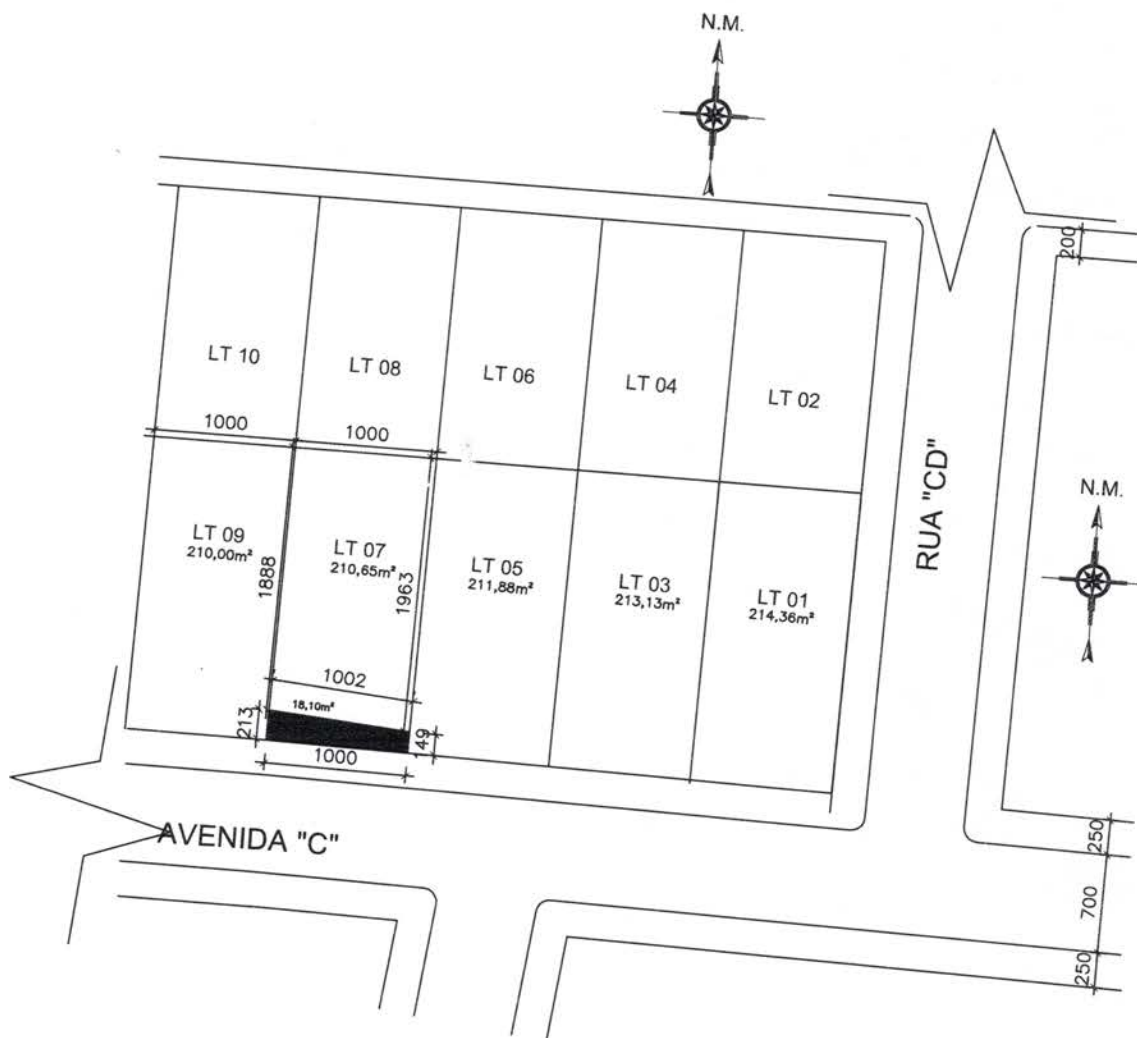 N.M.
200
LT 10
LT 08
LT 06
LT 04
LT 02
1000
1000
RUA "CD"
N.M.
LT 09
210,00m²
1888
LT 07
210,65m²
1963
LT 05
211,88m²
LT 03
213,13m²
LT 01
214,36m²
1002
18,10m²
213
149
1000
250
AVENIDA "C"
700
250